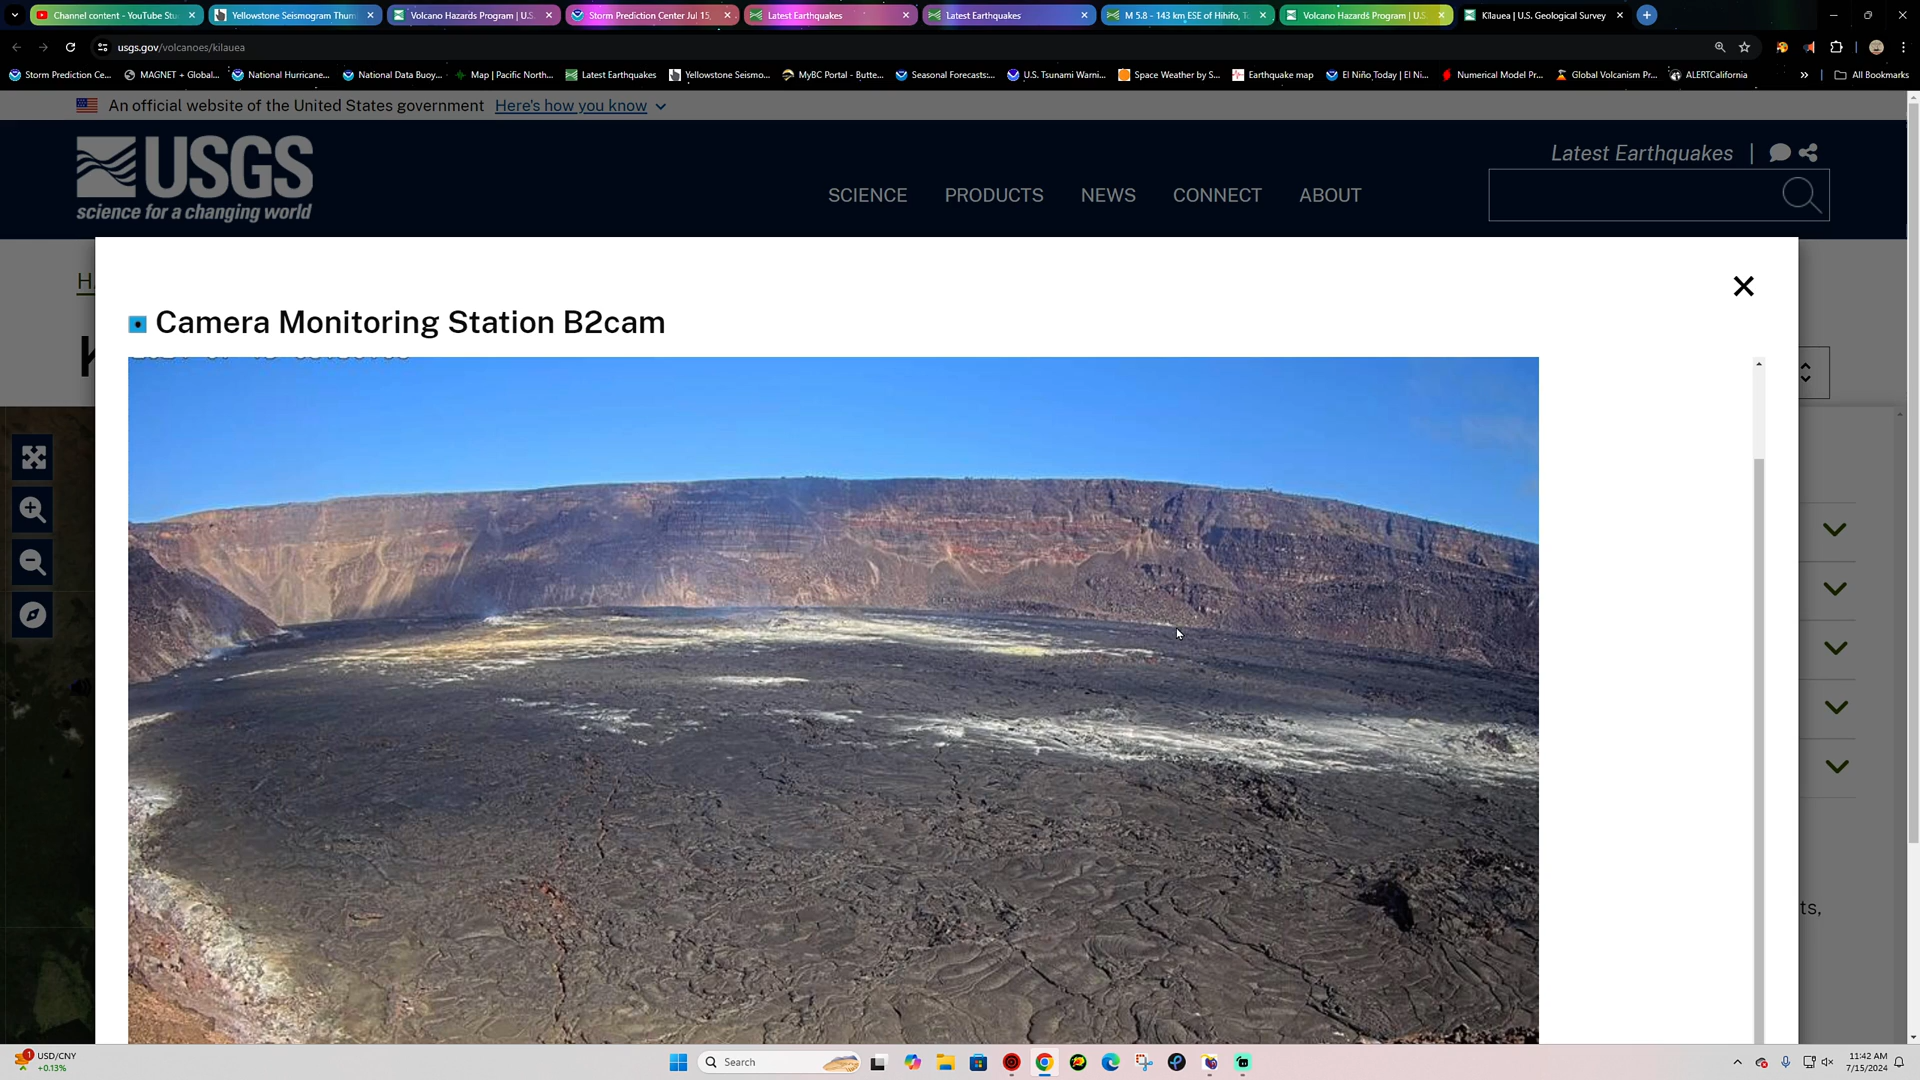 Channel content - YouTube Stu
Yellowstone Seismogram Thum
Volcano Hazards Program | U.S.
Storm Prediction Center Jul 15,
Latest Earthquakes
Latest Earthquakes
M 5.8 - 143 km ESE of Hihifo, To
Volcano Hazards Program | U.S.
Kilauea | U.S. Geological Survey
usgs.gov/volcanoes/kilauea
Storm Prediction Ce...
MAGNET + Global...
National Hurricane...
National Data Buoy...
Map | Pacific North...
Latest Earthquakes
Yellowstone Seismo...
MyBC Portal - Butte...
Seasonal Forecasts:...
U.S. Tsunami Warni...
Space Weather by S...
Earthquake map
El Niño Today | El Ni...
Numerical Model Pr...
Global Volcanism Pr...
ALERTCalifornia
All Bookmarks
An official website of the United States government Here's how you know
USGS
science for a changing world
Latest Earthquakes |
SCIENCE PRODUCTS NEWS CONNECT ABOUT
Camera Monitoring Station B2cam
ts,
USD/CNY
+0.13%
Search
11:42 AM
7/15/2024